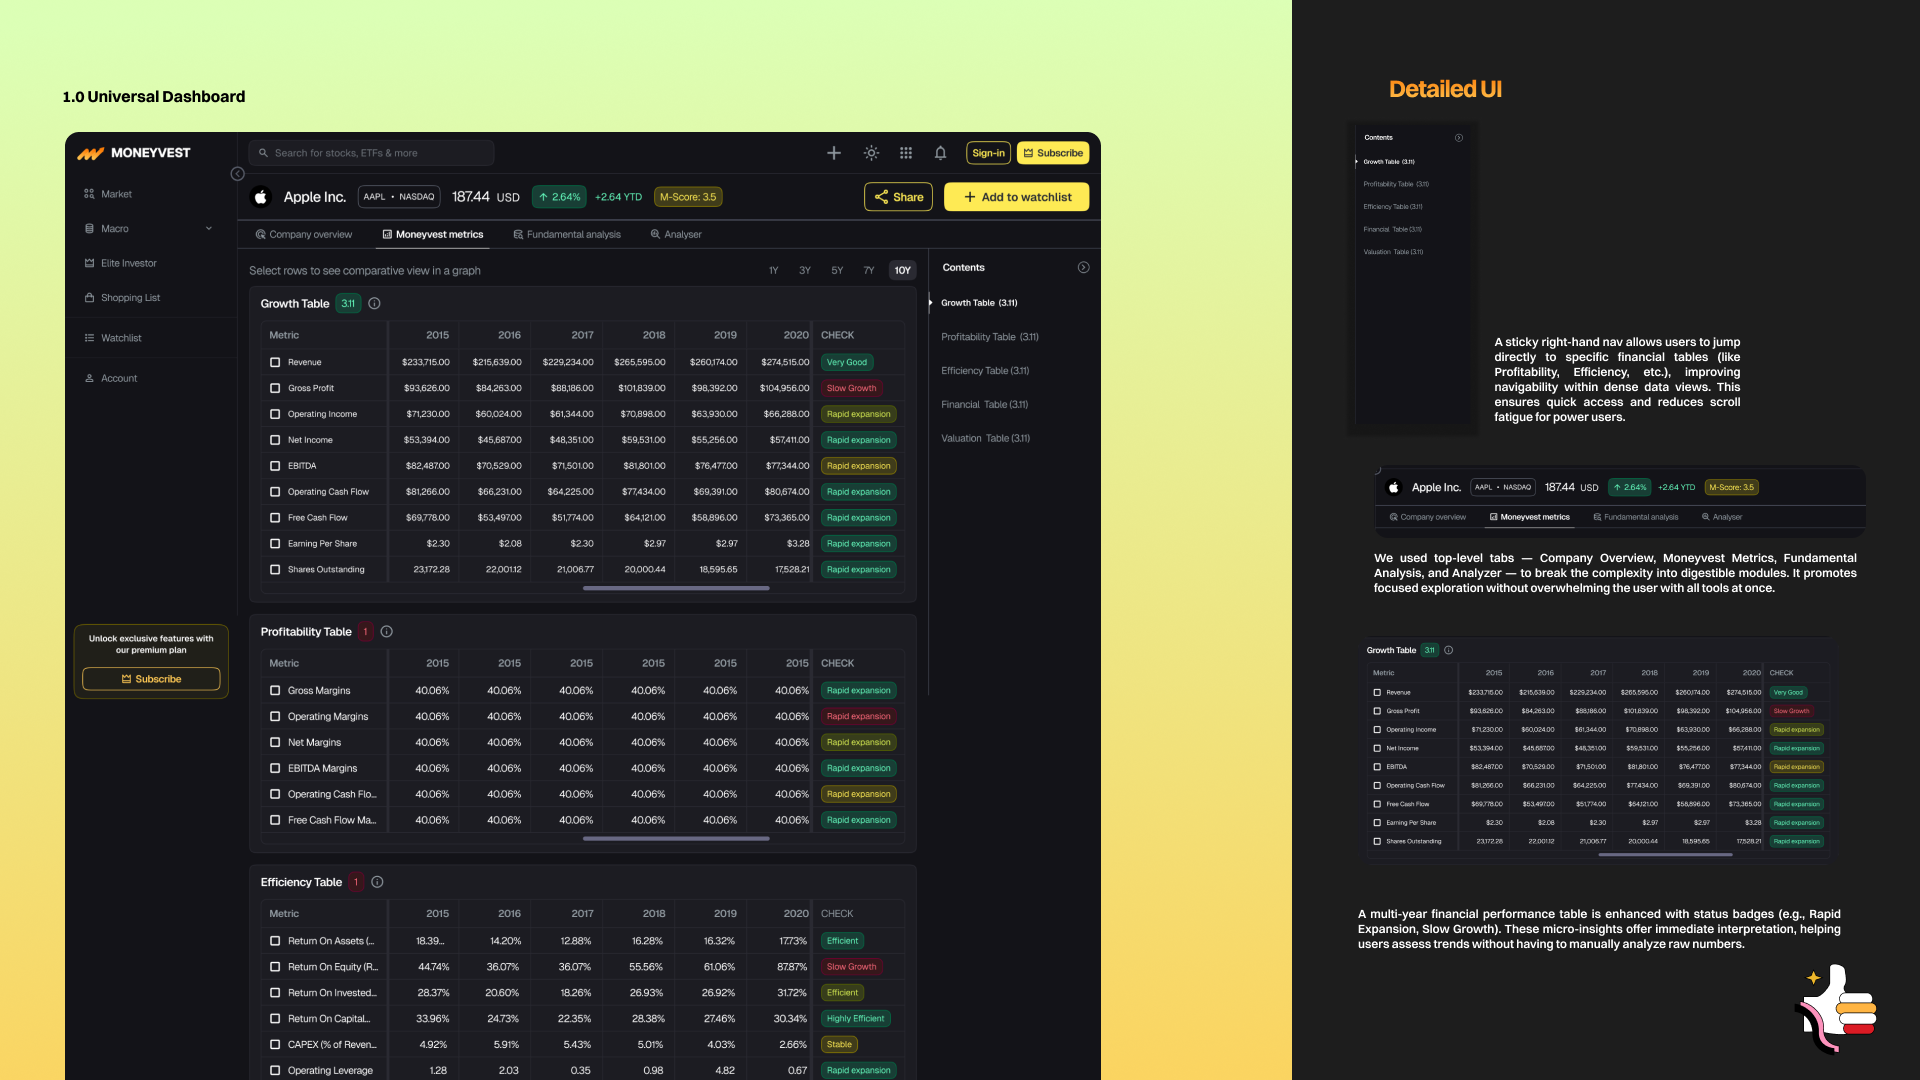 1.0 Universal Dashboard
MONEYVEST
Search for stocks, ETFs & more
Sign-in
Subscribe
Market
Macro
Elite Investor
Shopping List
Watchlist
Account
Unlock exclusive features with
our premium plan
Subscribe
Apple Inc. AAPL • NASDAQ 187.44 USD 2.64% +2.64 YTD M-Score: 3.5
Share
Add to watchlist
Company overview Moneyvest metrics Fundamental analysis Analyser
Select rows to see comparative view in a graph 1Y 3Y 5Y 7Y 10Y
Growth Table 3.11
Metric 2015 2016 2017 2018 2019 2020 CHECK
Revenue $233,715.00 $215,639.00 $229,234.00 $265,595.00 $260,174.00 $274,515.00 Very Good
Gross Profit $93,626.00 $84,263.00 $88,186.00 $101,839.00 $98,392.00 $104,956.00 Slow Growth
Operating Income $71,230.00 $60,024.00 $61,344.00 $70,898.00 $63,930.00 $66,288.00 Rapid expansion
Net Income $53,394.00 $45,687.00 $48,351.00 $59,531.00 $55,256.00 $57,411.00 Rapid expansion
EBITDA $82,487.00 $70,529.00 $71,501.00 $81,801.00 $76,477.00 $77,344.00 Rapid expansion
Operating Cash Flow $81,266.00 $66,231.00 $64,225.00 $77,434.00 $69,391.00 $80,674.00 Rapid expansion
Free Cash Flow $69,778.00 $53,497.00 $51,774.00 $64,121.00 $58,896.00 $73,365.00 Rapid expansion
Earning Per Share $2.30 $2.08 $2.30 $2.97 $2.97 $3.28 Rapid expansion
Shares Outstanding 23,172.28 22,001.12 21,006.77 20,000.44 18,595.65 17,528.21 Rapid expansion
Profitability Table 1
Metric 2015 2015 2015 2015 2015 2015 CHECK
Gross Margins 40.06% 40.06% 40.06% 40.06% 40.06% 40.06% Rapid expansion
Operating Margins 40.06% 40.06% 40.06% 40.06% 40.06% 40.06% Rapid expansion
Net Margins 40.06% 40.06% 40.06% 40.06% 40.06% 40.06% Rapid expansion
EBITDA Margins 40.06% 40.06% 40.06% 40.06% 40.06% 40.06% Rapid expansion
Operating Cash Flo... 40.06% 40.06% 40.06% 40.06% 40.06% 40.06% Rapid expansion
Free Cash Flow Ma... 40.06% 40.06% 40.06% 40.06% 40.06% 40.06% Rapid expansion
Efficiency Table 1
Metric 2015 2016 2017 2018 2019 2020 CHECK
Return On Assets (... 18.39... 14.20% 12.88% 16.28% 16.32% 17.73% Efficient
Return On Equity (R... 44.74% 36.07% 36.07% 55.56% 61.06% 87.87% Slow Growth
Return On Invested... 28.37% 20.60% 18.26% 26.93% 26.92% 31.72% Efficient
Return On Capital... 33.96% 24.73% 22.35% 28.38% 27.46% 30.34% Highly Efficient
CAPEX (% of Reven... 4.92% 5.91% 5.43% 5.01% 4.03% 2.66% Stable
Operating Leverage 1.28 2.03 0.35 0.98 4.82 0.67 Rapid expansion
Contents
Growth Table (3.11)
Profitability Table (3.11)
Efficiency Table (3.11)
Financial Table (3.11)
Valuation Table (3.11)
Detailed UI
Contents
Growth Table (3.11)
Profitability Table (3.11)
Efficiency Table (3.11)
Financial Table (3.11)
Valuation Table (3.11)
A sticky right-hand nav allows users to jump
directly to specific financial tables (like
Profitability, Efficiency, etc.), improving
navigability within dense data views. This
ensures quick access and reduces scroll
fatigue for power users.
Apple Inc. AAPL • NASDAQ 187.44 USD 2.64% +2.64 YTD M-Score: 3.5
Company overview Moneyvest metrics Fundamental analysis Analyser
We used top-level tabs — Company Overview, Moneyvest Metrics, Fundamental
Analysis, and Analyzer — to break the complexity into digestible modules. It promotes
focused exploration without overwhelming the user with all tools at once.
Growth Table 3.11
Metric 2015 2016 2017 2018 2019 2020 CHECK
Revenue $233,715.00 $215,639.00 $229,234.00 $265,595.00 $260,174.00 $274,515.00 Very Good
Gross Profit $93,626.00 $84,263.00 $88,186.00 $101,839.00 $98,392.00 $104,956.00 Slow Growth
Operating Income $71,230.00 $60,024.00 $61,344.00 $70,898.00 $63,930.00 $66,288.00 Rapid expansion
Net Income $53,394.00 $45,687.00 $48,351.00 $59,531.00 $55,256.00 $57,411.00 Rapid expansion
EBITDA $82,487.00 $70,529.00 $71,501.00 $81,801.00 $76,477.00 $77,344.00 Rapid expansion
Operating Cash Flow $81,266.00 $66,231.00 $64,225.00 $77,434.00 $69,391.00 $80,674.00 Rapid expansion
Free Cash Flow $69,778.00 $53,497.00 $51,774.00 $64,121.00 $58,896.00 $73,365.00 Rapid expansion
Earning Per Share $2.30 $2.08 $2.30 $2.97 $2.97 $3.28 Rapid expansion
Shares Outstanding 23,172.28 22,001.12 21,006.77 20,000.44 18,595.65 17,528.21 Rapid expansion
A multi-year financial performance table is enhanced with status badges (e.g., Rapid
Expansion, Slow Growth). These micro-insights offer immediate interpretation, helping
users assess trends without having to manually analyze raw numbers.